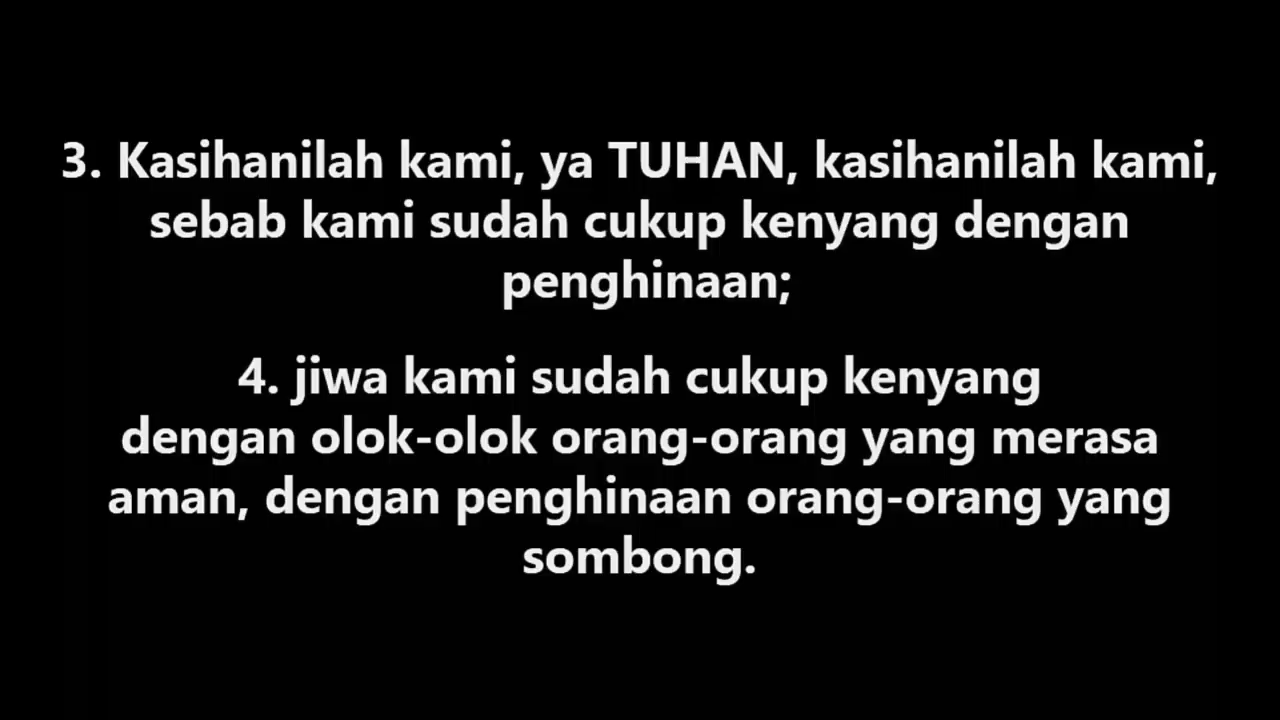 3. Kasihanilah kami, ya TUHAN, kasihanilah kami,
sebab kami sudah cukup kenyang dengan
penghinaan;
4. jiwa kami sudah cukup kenyang
dengan olok-olok orang-orang yang merasa
aman, dengan penghinaan orang-orang yang
sombong.